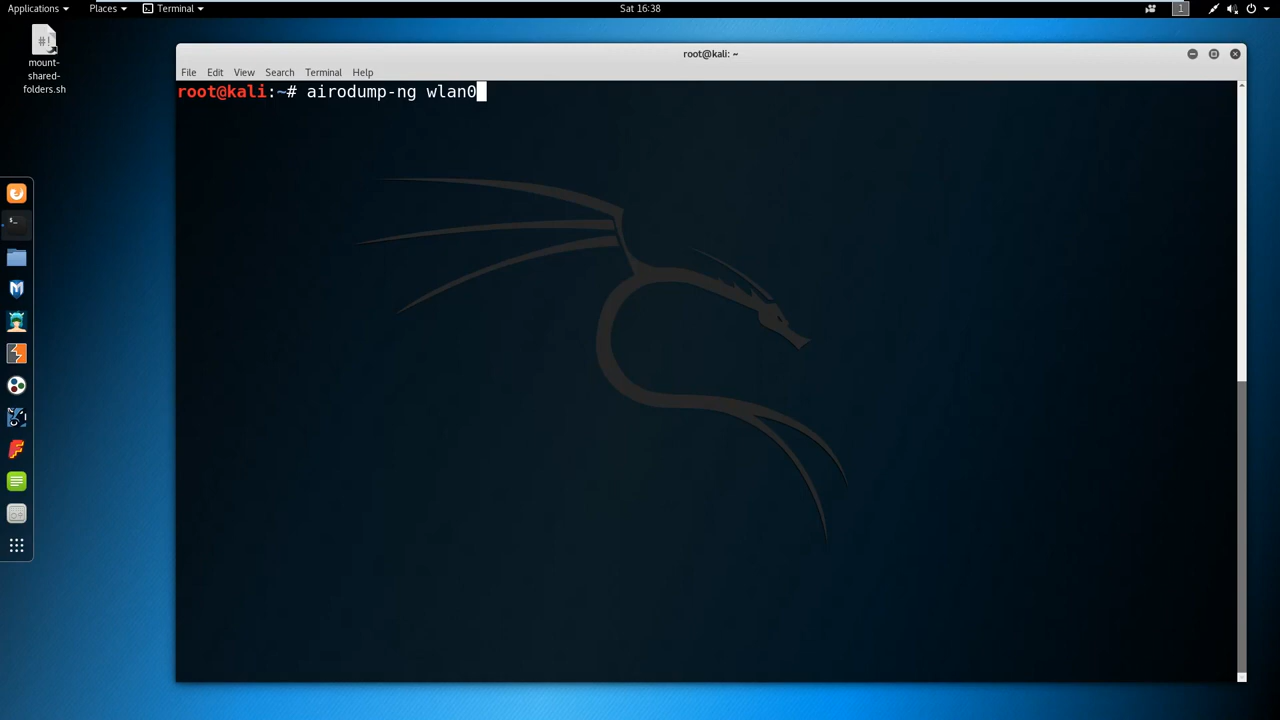 Applications Places Terminal Sat 16:38 1
#!
mount-
shared-
folders.sh
root@kali: ~
File Edit View Search Terminal Help
root@kali:~# airodump-ng wlan0
$_